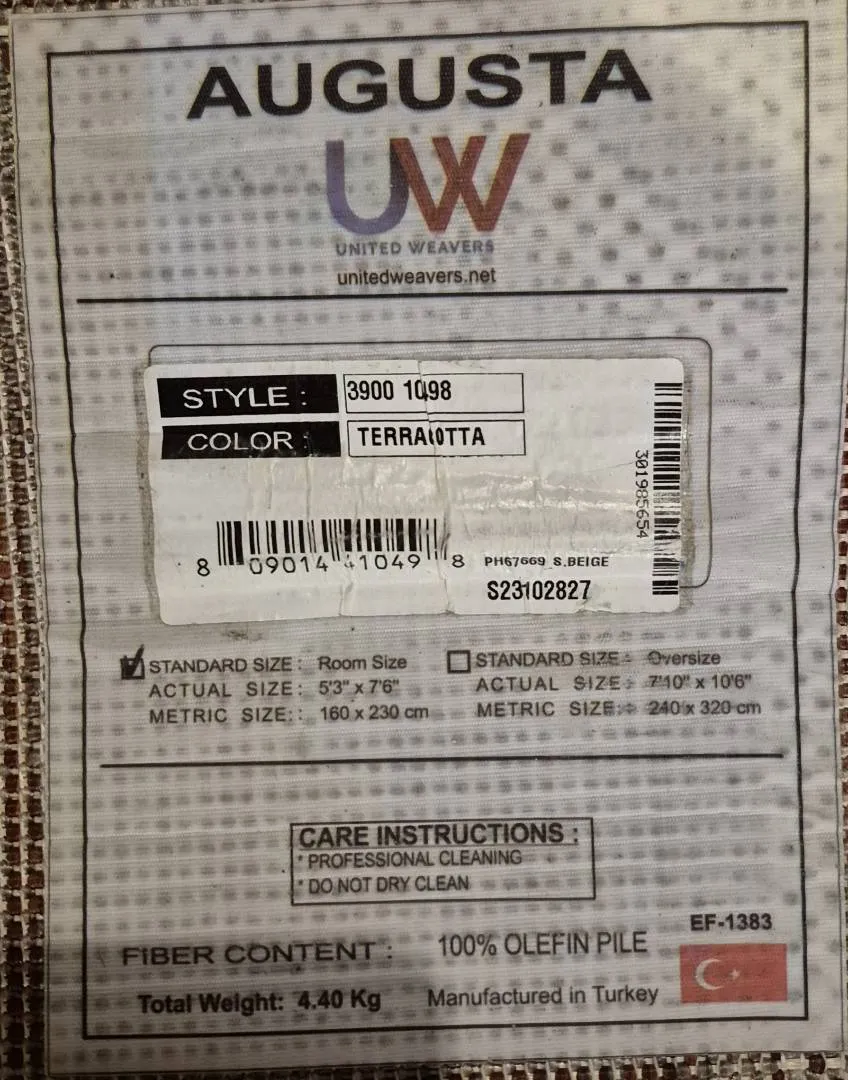 AUGUSTA
UW
UNITED WEAVERS
unitedweavers.net
STYLE : 3900 1098
COLOR : TERRACOTTA
301985654
8 09014 41049 8
PH67669 S.BEIGE
S23102827
STANDARD SIZE : Room Size
ACTUAL SIZE: 5'3" x 7'6"
METRIC SIZE:: 160 x 230 cm
STANDARD SIZE : Oversize
ACTUAL SIZE: 7'10" x 10'6"
METRIC SIZE: 240 x 320 cm
CARE INSTRUCTIONS :
* PROFESSIONAL CLEANING
* DO NOT DRY CLEAN
EF-1383
FIBER CONTENT : 100% OLEFIN PILE
Total Weight: 4.40 Kg Manufactured in Turkey